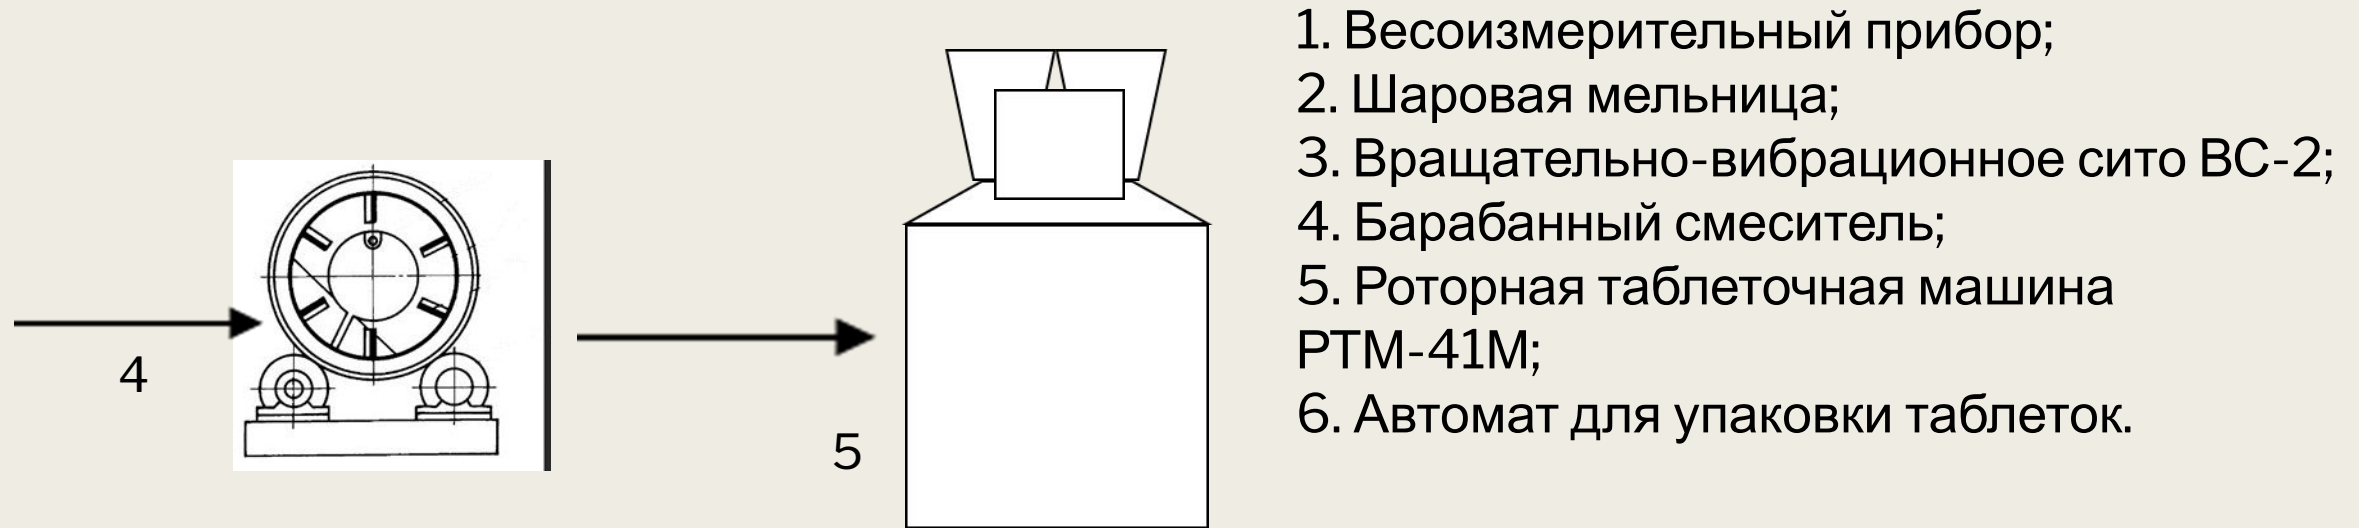 1. Весоизмерительный прибор;
2. Шаровая мельница;
3. Вращательно-вибрационное сито ВС-2;
4. Барабанный смеситель;
5. Роторная таблеточная машина
РТМ-41М;
6. Автомат для упаковки таблеток.
4
5